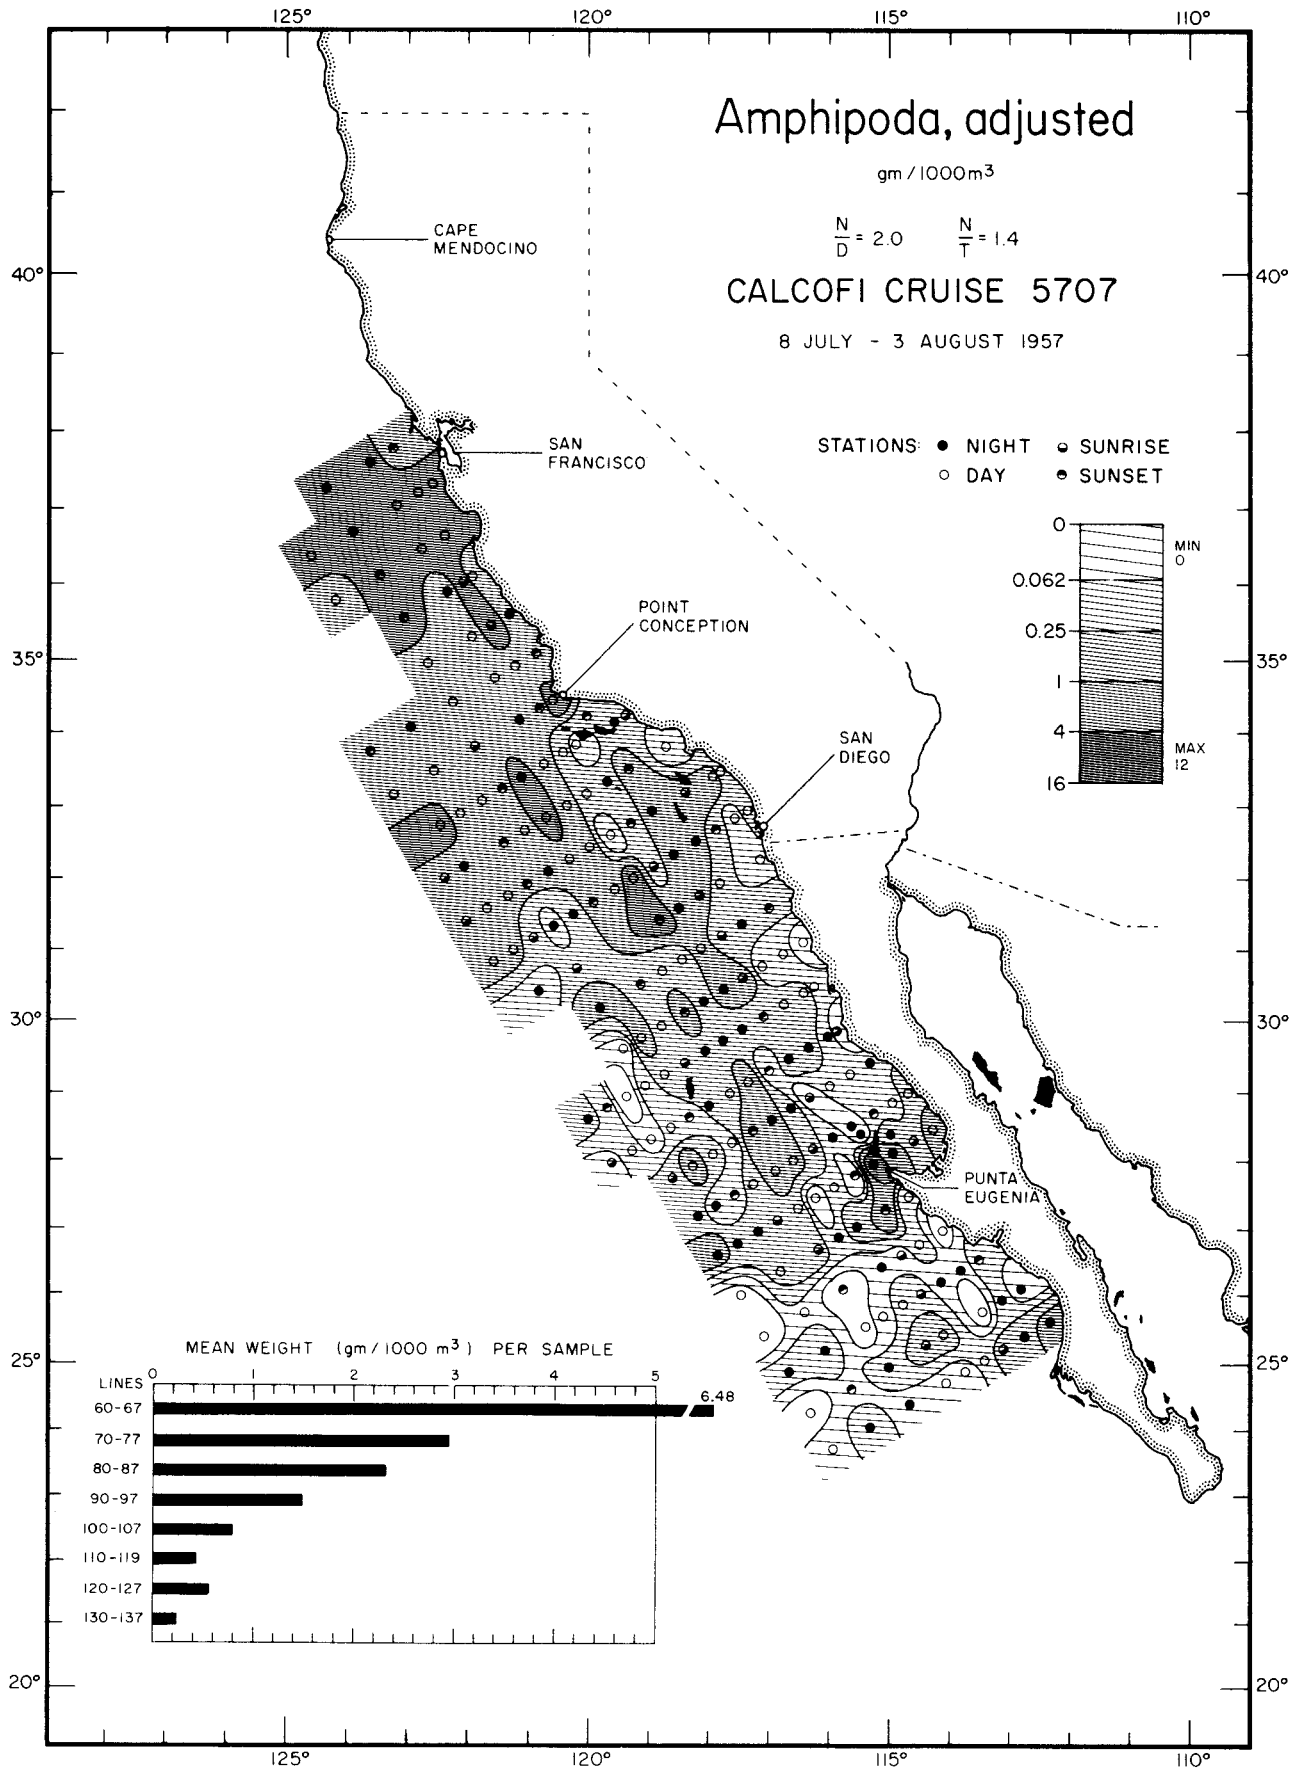 125° 120° 115° 110°
Amphipoda, adjusted
gm/1000m³
N/D = 2.0 N/T = 1.4
CALCOFI CRUISE 5707
8 JULY - 3 AUGUST 1957
CAPE
MENDOCINO
40° 40°
STATIONS: ● NIGHT ◒ SUNRISE
○ DAY ◓ SUNSET
SAN
FRANCISCO
0
MIN
0
0.062
0.25
1
4
MAX
12
16
POINT
CONCEPTION
35° 35°
SAN
DIEGO
30° 30°
PUNTA
EUGENIA
25° 25°
MEAN WEIGHT (gm/1000 m³) PER SAMPLE
LINES 0 1 2 3 4 5
60-67 6.48
70-77
80-87
90-97
100-107
110-119
120-127
130-137
20° 20°
125° 120° 115° 110°